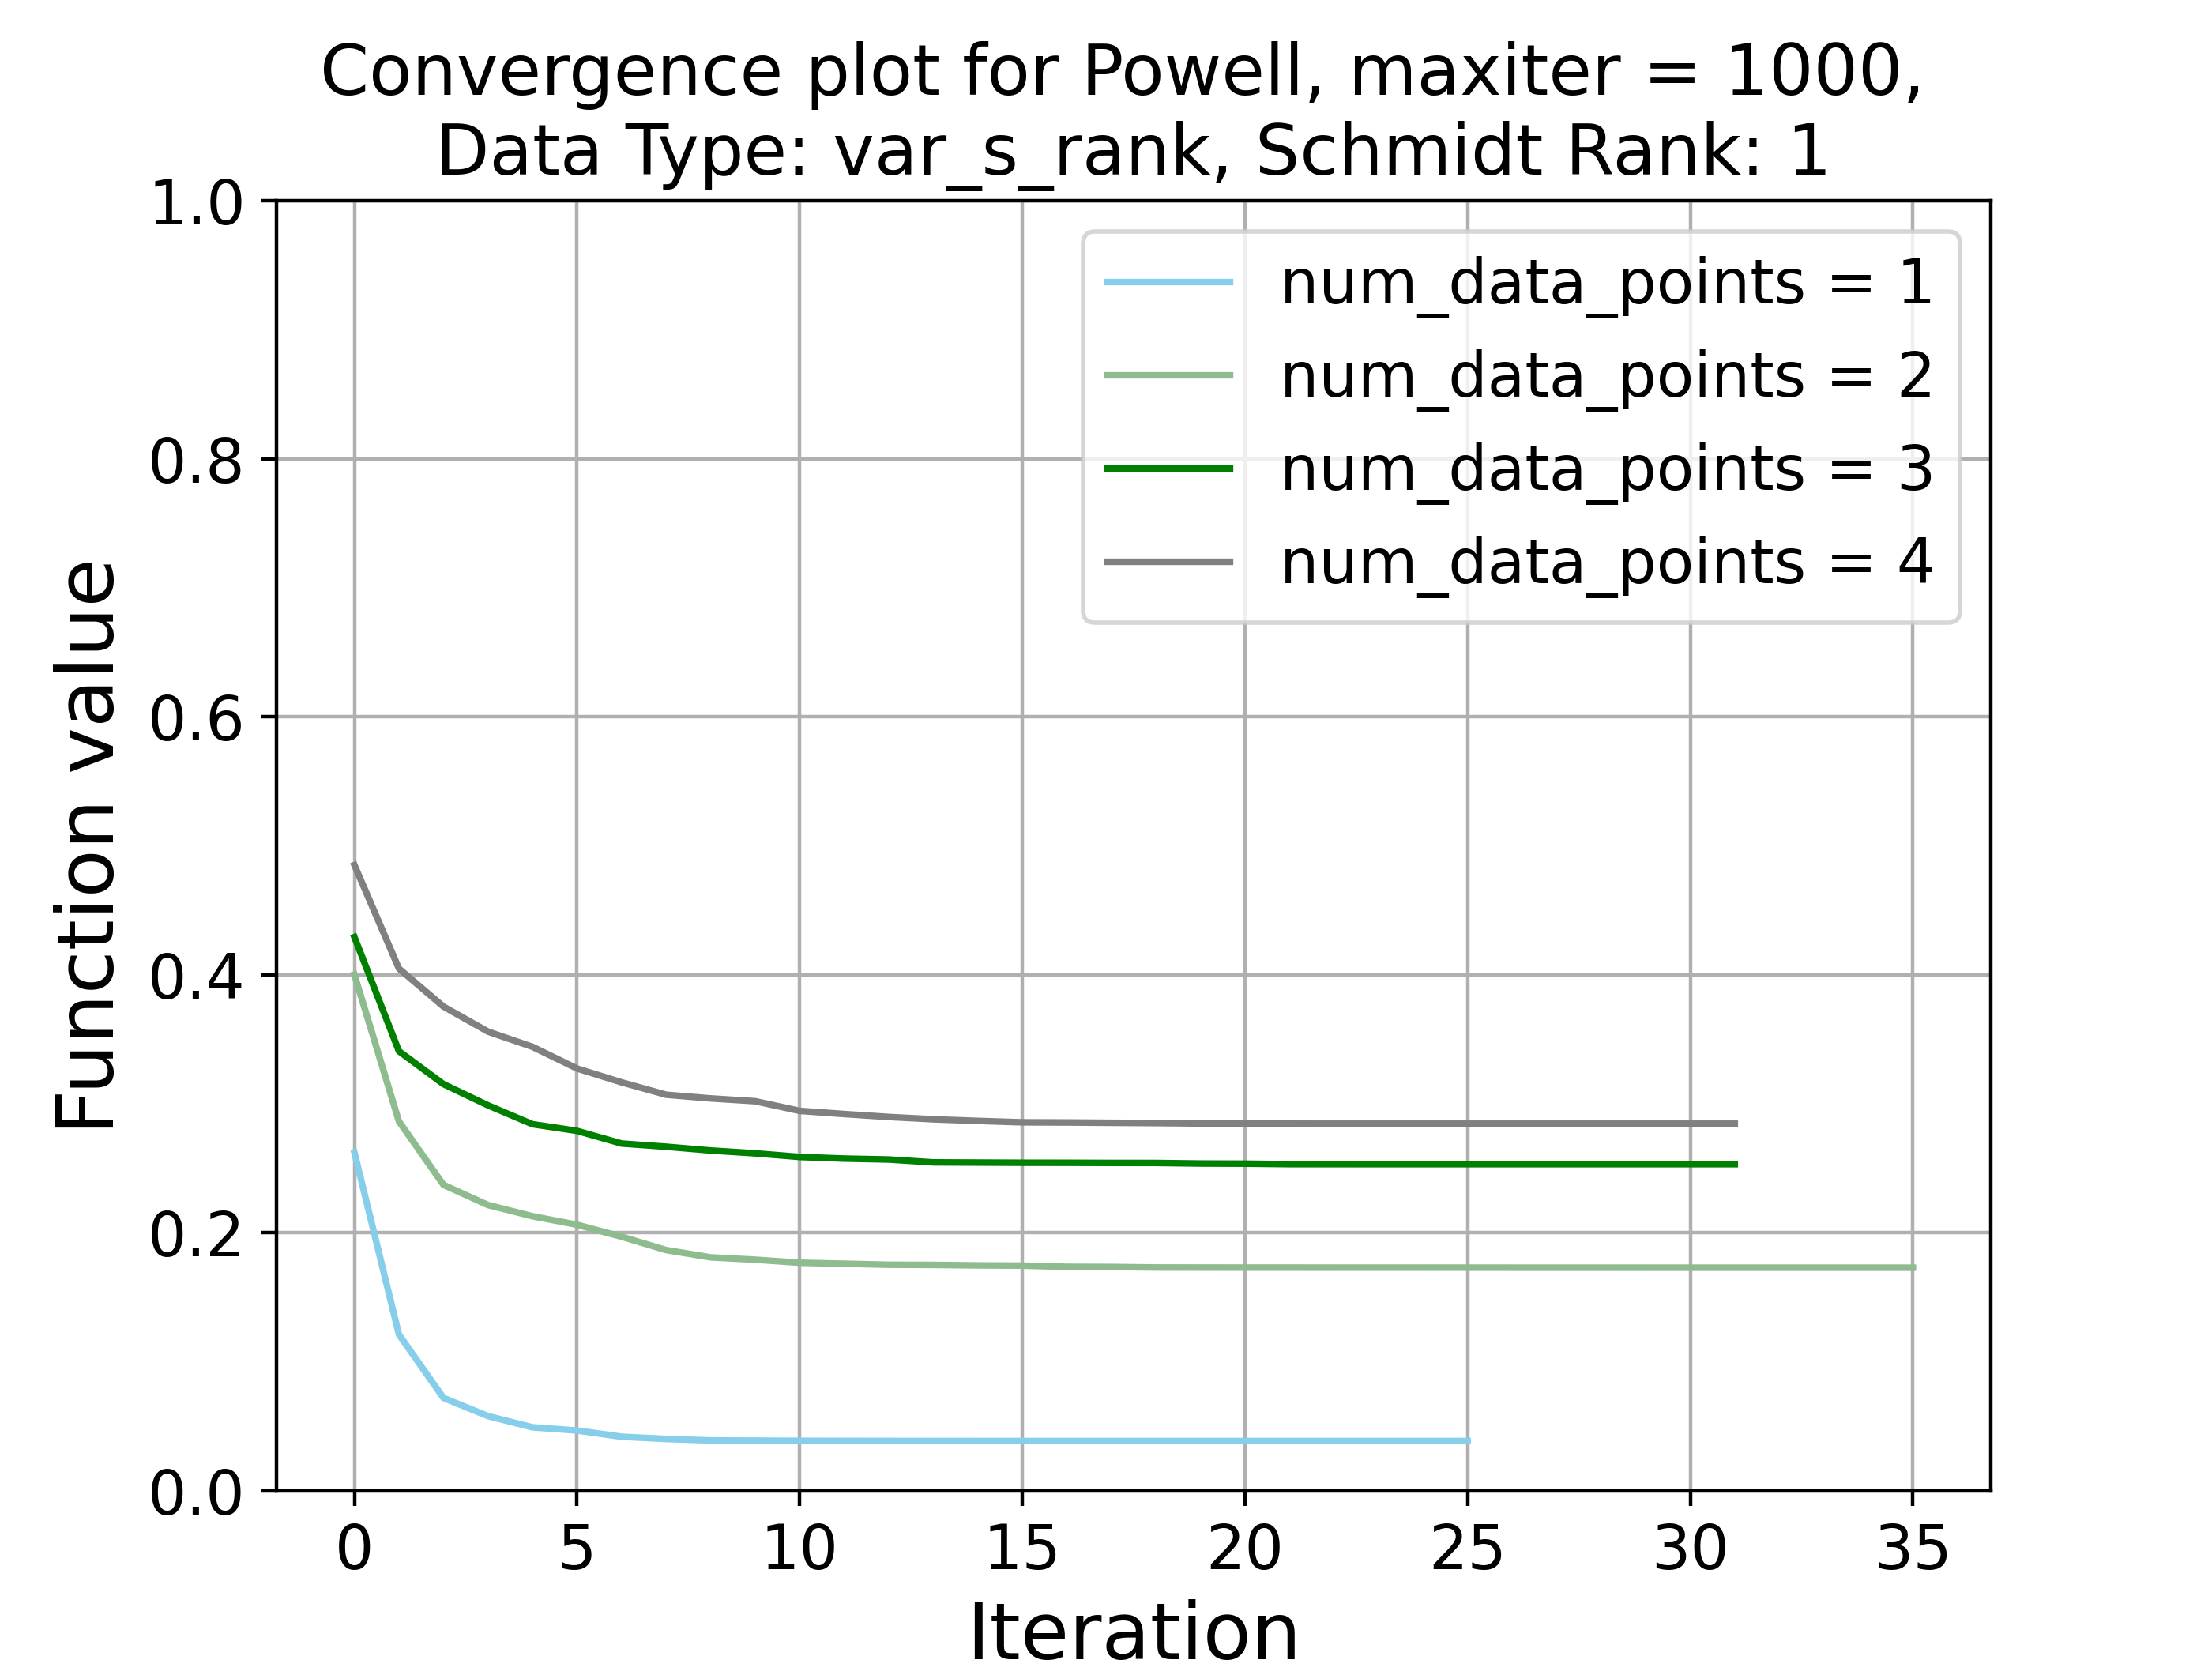 Convergence plot for Powell, maxiter = 1000,
Data Type: var_s_rank, Schmidt Rank: 1
1.0
0.8
0.6
0.4
0.2
0.0
Function value
num_data_points = 1
num_data_points = 2
num_data_points = 3
num_data_points = 4
0 5 10 15 20 25 30 35
Iteration